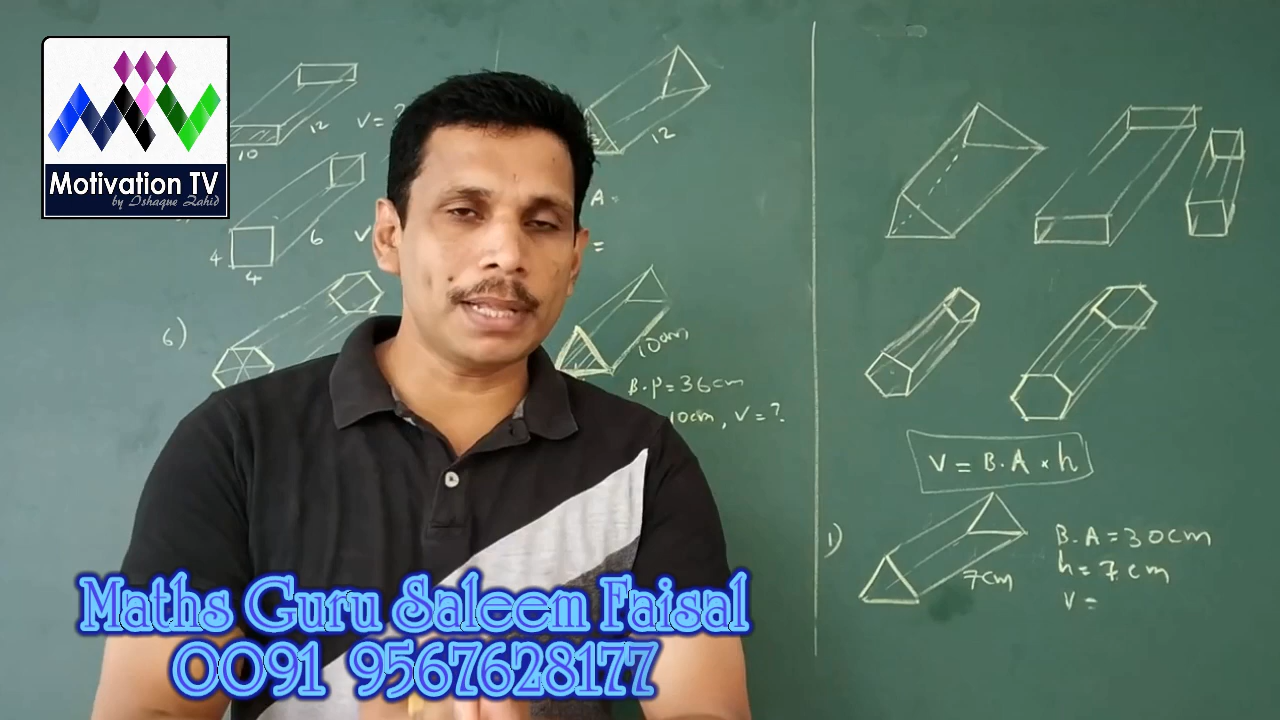 Motivation TV
by Ishaque Zahid
12
V = ?
10
4
4
6
V
6)
12
A =
=
10cm
B.P = 36cm
10cm, V = ?
V = B.A × h
1)
7cm
B.A = 30cm
h = 7cm
V =
Maths Guru Saleem Faisal
0091 9567628177